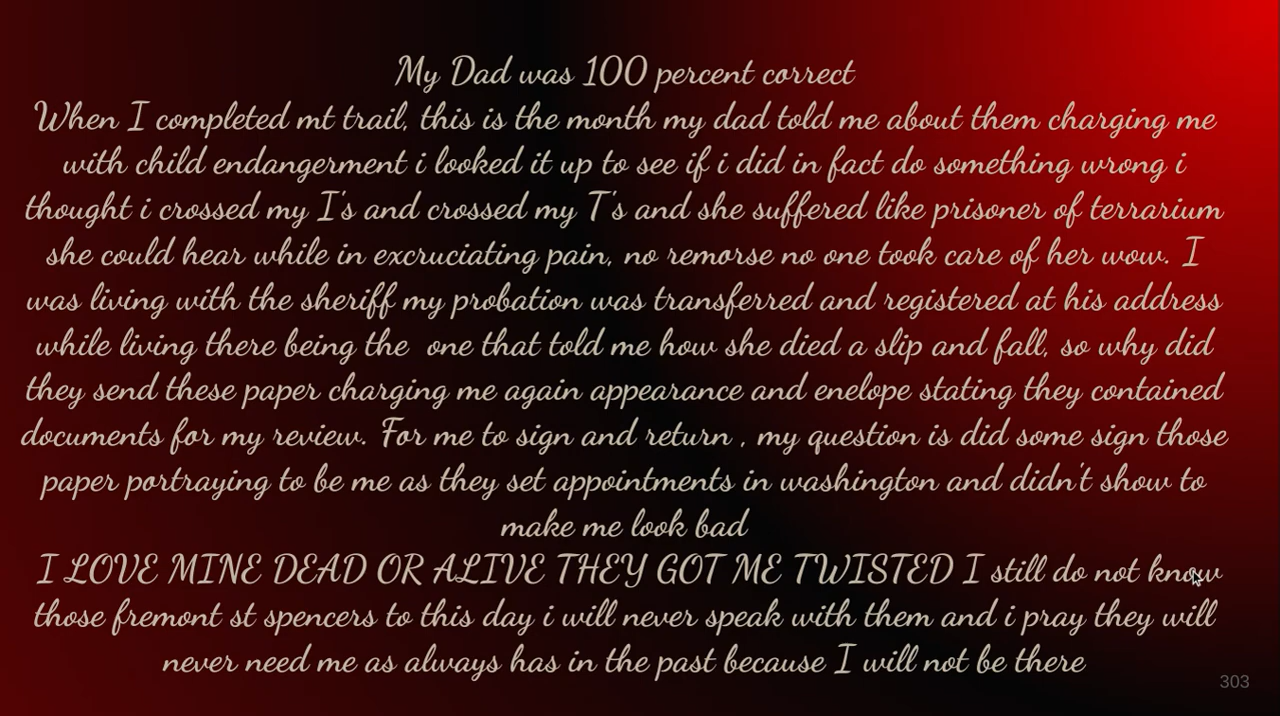 My Dad was 100 percent correct
When I completed mt trail, this is the month my dad told me about them charging me
with child endangerment i looked it up to see if i did in fact do something wrong i
thought i crossed my I's and crossed my T's and she suffered like prisoner of terrarium
she could hear while in excruciating pain, no remorse no one took care of her wow. I
was living with the sheriff my probation was transferred and registered at his address
while living there being the  one that told me how she died a slip and fall, so why did
they send these paper charging me again appearance and enelope stating they contained
documents for my review. For me to sign and return , my question is did some sign those
paper portraying to be me as they set appointments in washington and didn't show to
make me look bad
I LOVE MINE DEAD OR ALIVE THEY GOT ME TWISTED I still do not know
those fremont st spencers to this day i will never speak with them and i pray they will
never need me as always has in the past because I will not be there
303